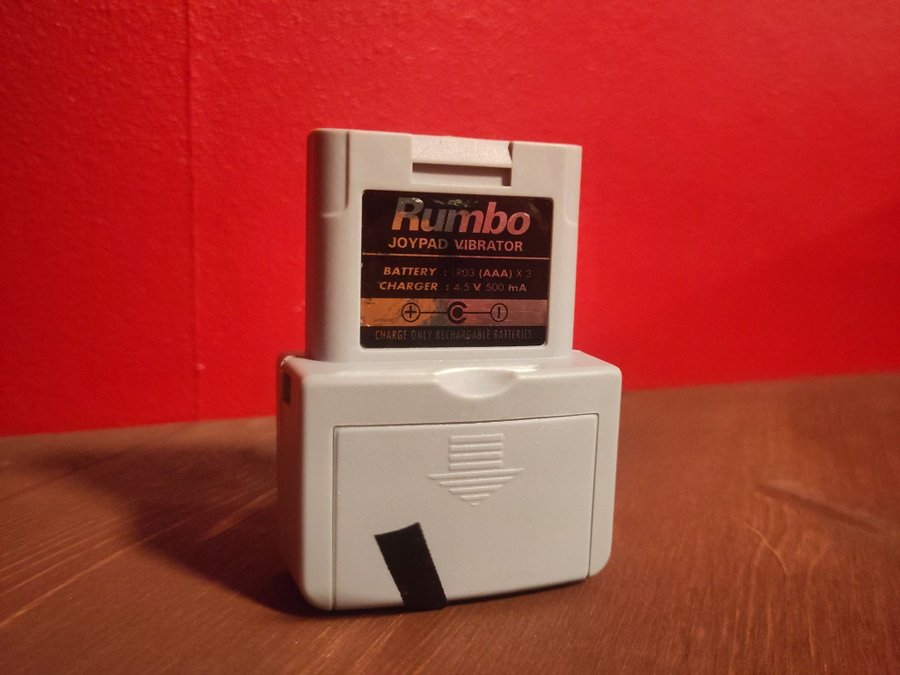 Rumbo
JOYPAD VIBRATOR
BATTERY : LR03 (AAA) X 3
CHARGER : 4.5 V 500 mA
+ C −
CHARGE ONLY RECHARGABLE BATTERIES